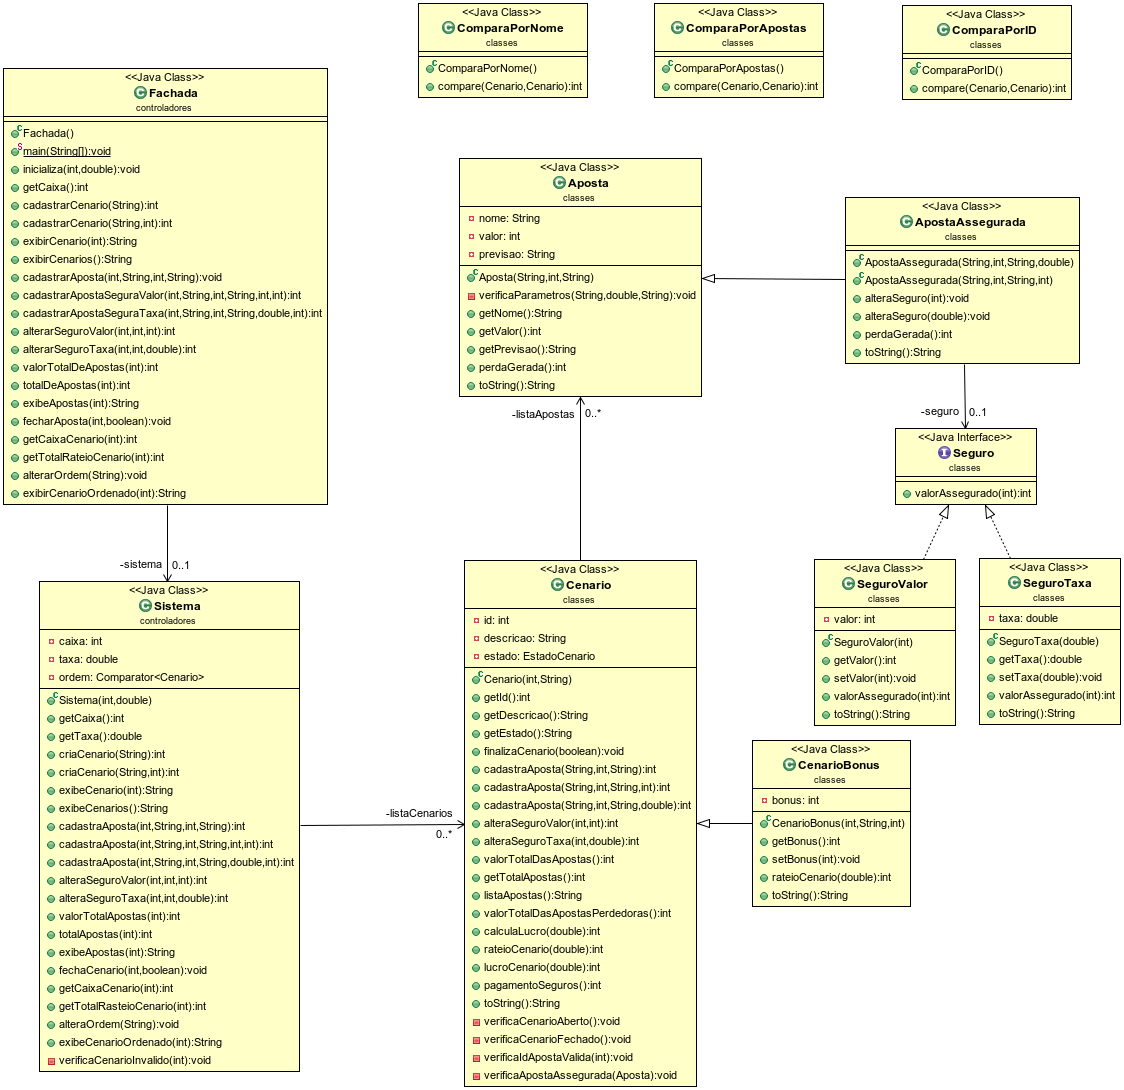 <<Java Class>>
ComparaPorNome
classes
ComparaPorNome()
compare(Cenario,Cenario):int
<<Java Class>>
ComparaPorApostas
classes
ComparaPorApostas()
compare(Cenario,Cenario):int
<<Java Class>>
ComparaPorID
classes
ComparaPorID()
compare(Cenario,Cenario):int
<<Java Class>>
Fachada
controladores
Fachada()
main(String[]):void
inicializa(int,double):void
getCaixa():int
cadastrarCenario(String):int
cadastrarCenario(String,int):int
exibirCenario(int):String
exibirCenarios():String
cadastrarAposta(int,String,int,String):void
cadastrarApostaSeguraValor(int,String,int,String,int,int):int
cadastrarApostaSeguraTaxa(int,String,int,String,double,int):int
alterarSeguroValor(int,int,int):int
alterarSeguroTaxa(int,int,double):int
valorTotalDeApostas(int):int
totalDeApostas(int):int
exibeApostas(int):String
fecharAposta(int,boolean):void
getCaixaCenario(int):int
getTotalRateioCenario(int):int
alterarOrdem(String):void
exibirCenarioOrdenado(int):String
<<Java Class>>
Aposta
classes
nome: String
valor: int
previsao: String
Aposta(String,int,String)
verificaParametros(String,double,String):void
getNome():String
getValor():int
getPrevisao():String
perdaGerada():int
toString():String
<<Java Class>>
ApostaAssegurada
classes
ApostaAssegurada(String,int,String,double)
ApostaAssegurada(String,int,String,int)
alteraSeguro(int):void
alteraSeguro(double):void
perdaGerada():int
toString():String
-listaApostas 0..*
-seguro 0..1
<<Java Interface>>
Seguro
classes
valorAssegurado(int):int
-sistema 0..1
<<Java Class>>
Sistema
controladores
caixa: int
taxa: double
ordem: Comparator<Cenario>
Sistema(int,double)
getCaixa():int
getTaxa():double
criaCenario(String):int
criaCenario(String,int):int
exibeCenario(int):String
exibeCenarios():String
cadastraAposta(int,String,int,String):int
cadastraAposta(int,String,int,String,int,int):int
cadastraAposta(int,String,int,String,double,int):int
alteraSeguroValor(int,int,int):int
alteraSeguroTaxa(int,int,double):int
valorTotalApostas(int):int
totalApostas(int):int
exibeApostas(int):String
fechaCenario(int,boolean):void
getCaixaCenario(int):int
getTotalRasteioCenario(int):int
alteraOrdem(String):void
exibeCenarioOrdenado(int):String
verificaCenarioInvalido(int):void
-listaCenarios
0..*
<<Java Class>>
Cenario
classes
id: int
descricao: String
estado: EstadoCenario
Cenario(int,String)
getId():int
getDescricao():String
getEstado():String
finalizaCenario(boolean):void
cadastraAposta(String,int,String):int
cadastraAposta(String,int,String,int):int
cadastraAposta(String,int,String,double):int
alteraSeguroValor(int,int):int
alteraSeguroTaxa(int,double):int
valorTotalDasApostas():int
getTotalApostas():int
listaApostas():String
valorTotalDasApostasPerdedoras():int
calculaLucro(double):int
rateioCenario(double):int
lucroCenario(double):int
pagamentoSeguros():int
toString():String
verificaCenarioAberto():void
verificaCenarioFechado():void
verificaIdApostaValida(int):void
verificaApostaAssegurada(Aposta):void
<<Java Class>>
SeguroValor
classes
valor: int
SeguroValor(int)
getValor():int
setValor(int):void
valorAssegurado(int):int
toString():String
<<Java Class>>
SeguroTaxa
classes
taxa: double
SeguroTaxa(double)
getTaxa():double
setTaxa(double):void
valorAssegurado(int):int
toString():String
<<Java Class>>
CenarioBonus
classes
bonus: int
CenarioBonus(int,String,int)
getBonus():int
setBonus(int):void
rateioCenario(double):int
toString():String